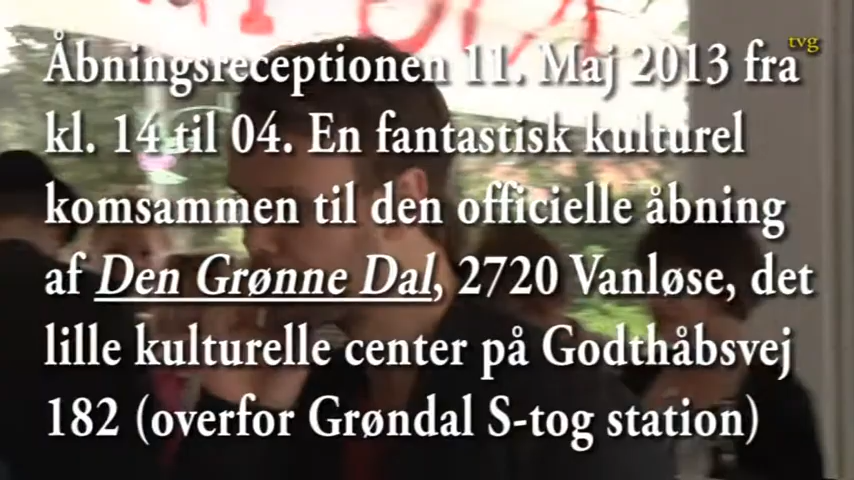 tvg
Åbningsreceptionen 11. Maj 2013 fra
kl. 14 til 04. En fantastisk kulturel
komsammen til den officielle åbning
af Den Grønne Dal, 2720 Vanløse, det
lille kulturelle center på Godthåbsvej
182 (overfor Grøndal S-tog station)